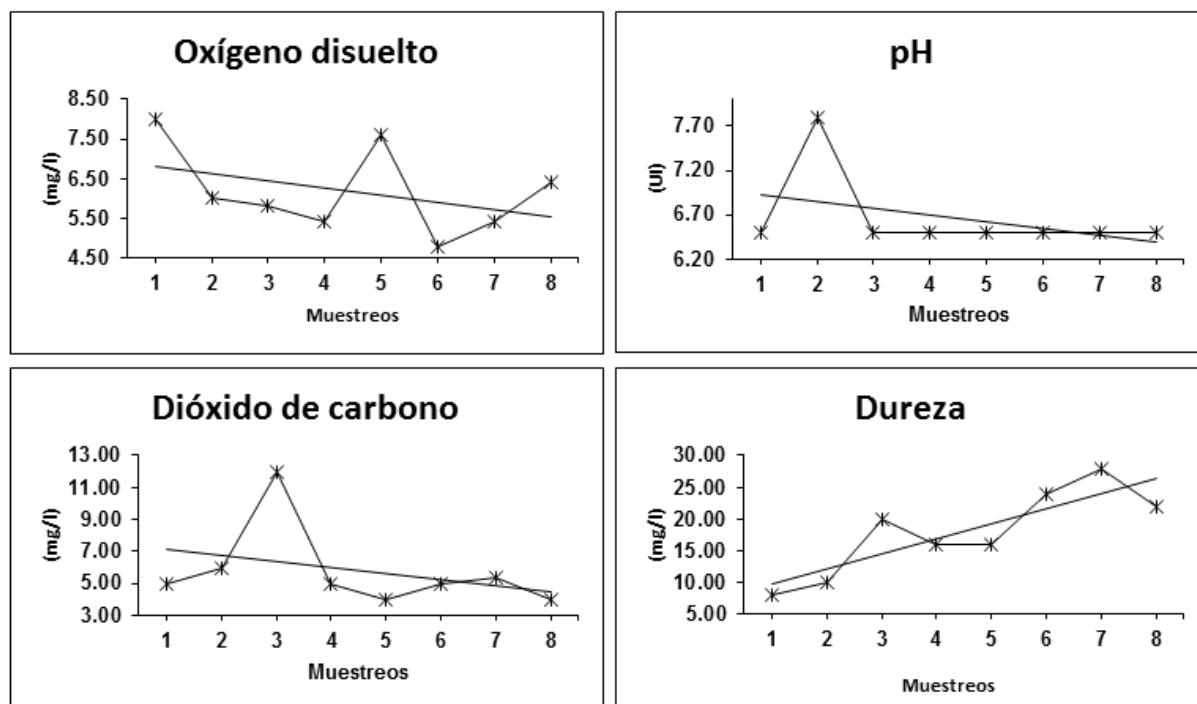 Oxígeno disuelto
8.50
7.50
6.50
5.50
4.50
(mg/l)
1 2 3 4 5 6 7 8
Muestreos
pH
7.70
7.20
6.70
6.20
(UI)
1 2 3 4 5 6 7 8
Muestreos
Dióxido de carbono
13.00
11.00
9.00
7.00
5.00
3.00
(mg/l)
1 2 3 4 5 6 7 8
Muestreos
Dureza
30.00
25.00
20.00
15.00
10.00
5.00
(mg/l)
1 2 3 4 5 6 7 8
Muestreos